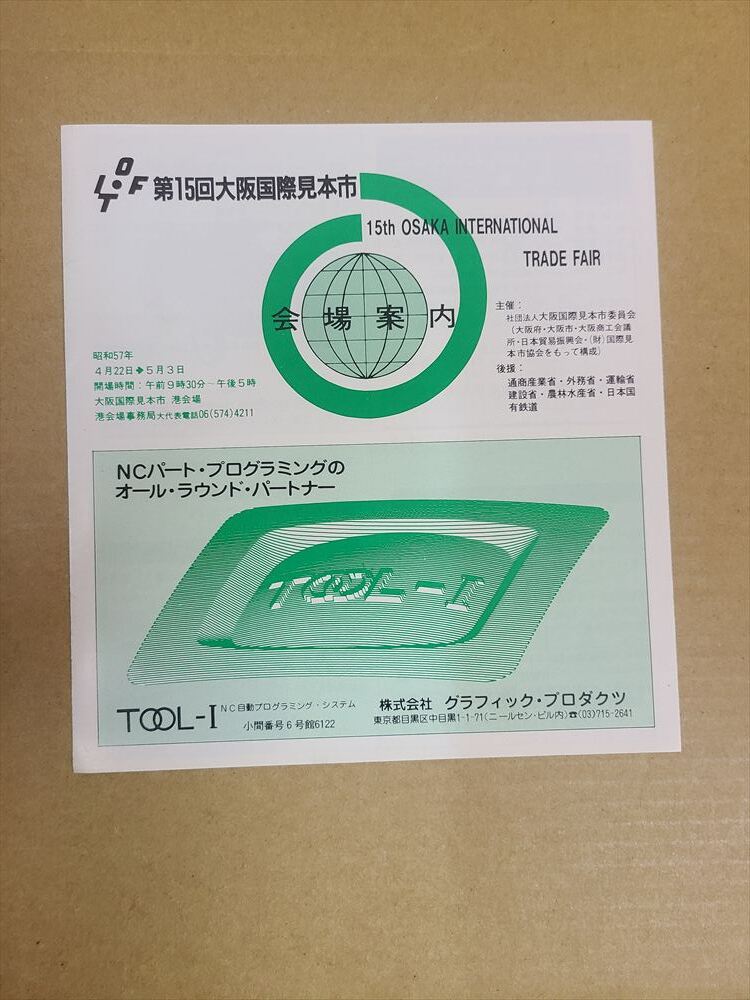 OITF
第15回大阪国際見本市
15th OSAKA INTERNATIONAL
TRADE FAIR
会場案内
昭和57年
4月22日➔5月3日
開場時間：午前9時30分～午後5時
大阪国際見本市 港会場
港会場事務局大代表電話06(574)4211
主催：
社団法人大阪国際見本市委員会
(大阪府・大阪市・大阪商工会議
所・日本貿易振興会・(財)国際見
本市協会をもって構成)
後援：
通商産業省・外務省・運輸省
建設省・農林水産省・日本国
有鉄道
NCパート・プログラミングの
オール・ラウンド・パートナー
TOOL-I
TOOL-I NC自動プログラミング・システム
小間番号6号館6122
株式会社 グラフィック・プロダクツ
東京都目黒区中目黒1-1-71(ニールセン・ビル内)☎(03)715-2641